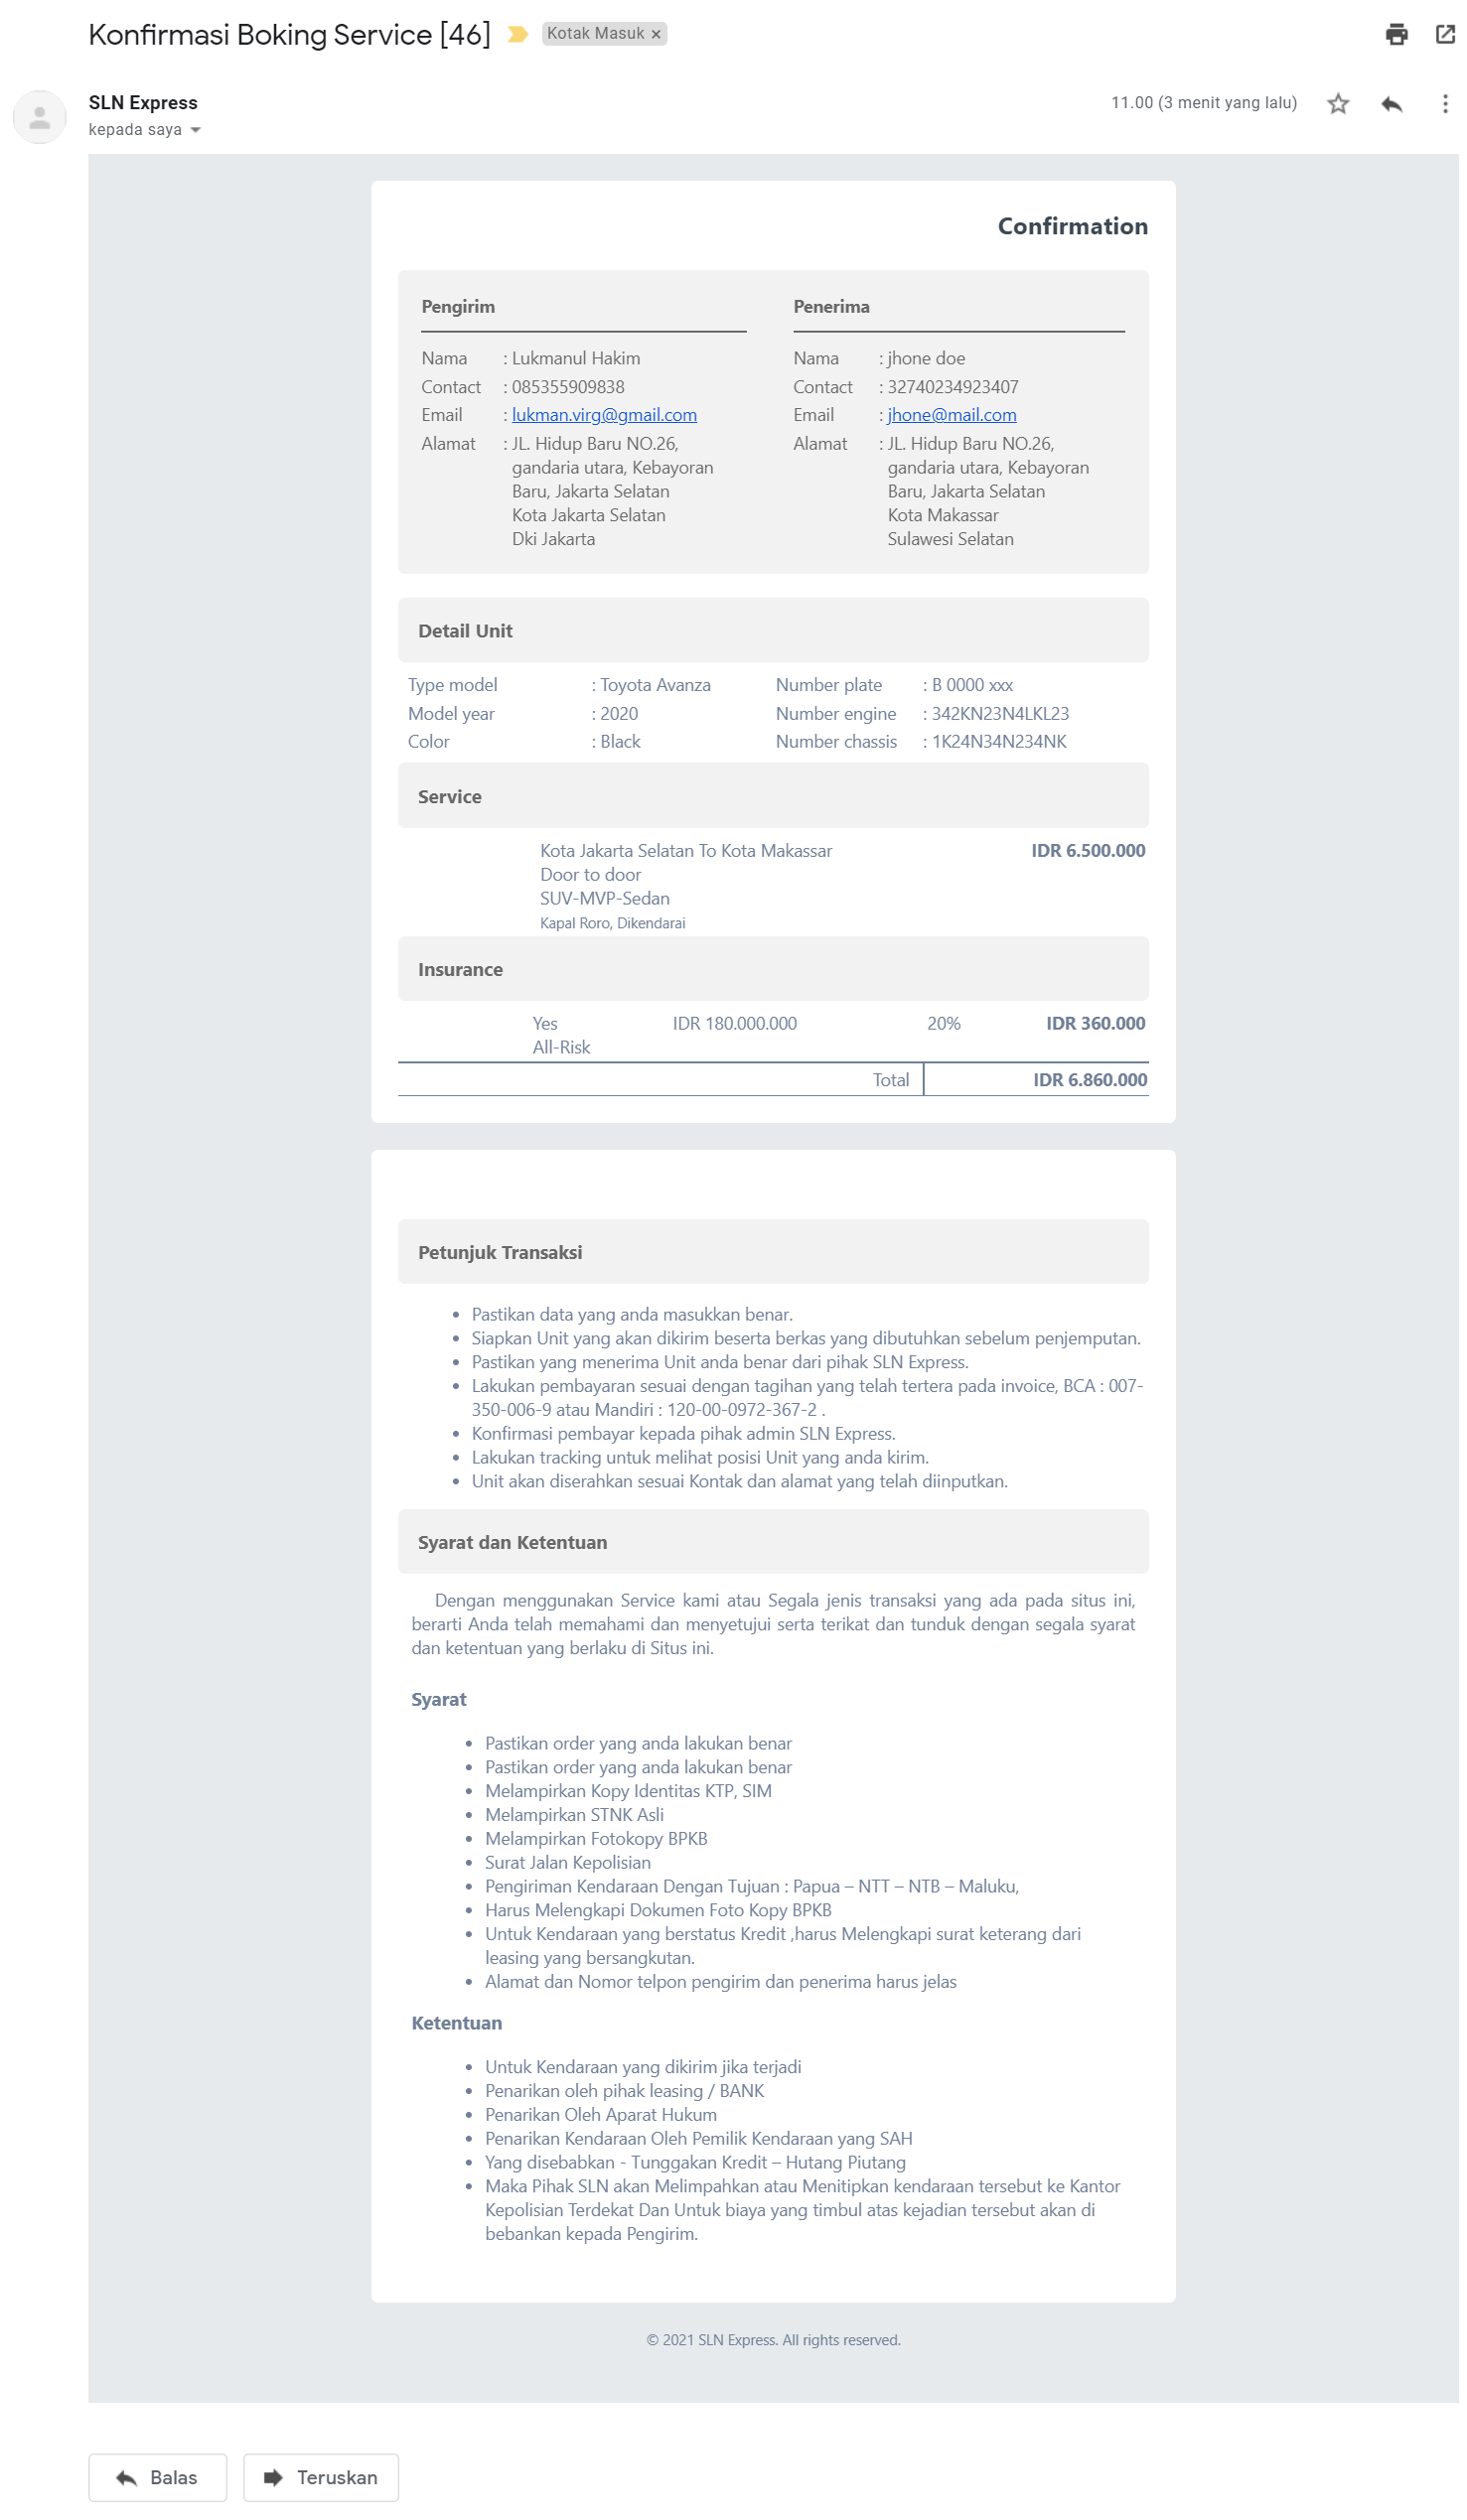 Konfirmasi Boking Service [46]
Kotak Masuk ×
SLN Express
11.00 (3 menit yang lalu)
kepada saya
Confirmation
Pengirim
Nama : Lukmanul Hakim
Contact : 085355909838
Email : lukman.virg@gmail.com
Alamat : JL. Hidup Baru NO.26,
gandaria utara, Kebayoran
Baru, Jakarta Selatan
Kota Jakarta Selatan
Dki Jakarta
Penerima
Nama : jhone doe
Contact : 32740234923407
Email : jhone@mail.com
Alamat : JL. Hidup Baru NO.26,
gandaria utara, Kebayoran
Baru, Jakarta Selatan
Kota Makassar
Sulawesi Selatan
Detail Unit
Type model : Toyota Avanza Number plate : B 0000 xxx
Model year : 2020 Number engine : 342KN23N4LKL23
Color : Black Number chassis : 1K24N34N234NK
Service
Kota Jakarta Selatan To Kota Makassar IDR 6.500.000
Door to door
SUV-MVP-Sedan
Kapal Roro, Dikendarai
Insurance
Yes IDR 180.000.000 20% IDR 360.000
All-Risk
Total IDR 6.860.000
Petunjuk Transaksi
• Pastikan data yang anda masukkan benar.
• Siapkan Unit yang akan dikirim beserta berkas yang dibutuhkan sebelum penjemputan.
• Pastikan yang menerima Unit anda benar dari pihak SLN Express.
• Lakukan pembayaran sesuai dengan tagihan yang telah tertera pada invoice, BCA : 007-
350-006-9 atau Mandiri : 120-00-0972-367-2 .
• Konfirmasi pembayar kepada pihak admin SLN Express.
• Lakukan tracking untuk melihat posisi Unit yang anda kirim.
• Unit akan diserahkan sesuai Kontak dan alamat yang telah diinputkan.
Syarat dan Ketentuan
Dengan menggunakan Service kami atau Segala jenis transaksi yang ada pada situs ini,
berarti Anda telah memahami dan menyetujui serta terikat dan tunduk dengan segala syarat
dan ketentuan yang berlaku di Situs ini.
Syarat
• Pastikan order yang anda lakukan benar
• Pastikan order yang anda lakukan benar
• Melampirkan Kopy Identitas KTP, SIM
• Melampirkan STNK Asli
• Melampirkan Fotokopy BPKB
• Surat Jalan Kepolisian
• Pengiriman Kendaraan Dengan Tujuan : Papua – NTT – NTB – Maluku,
• Harus Melengkapi Dokumen Foto Kopy BPKB
• Untuk Kendaraan yang berstatus Kredit ,harus Melengkapi surat keterang dari
leasing yang bersangkutan.
• Alamat dan Nomor telpon pengirim dan penerima harus jelas
Ketentuan
• Untuk Kendaraan yang dikirim jika terjadi
• Penarikan oleh pihak leasing / BANK
• Penarikan Oleh Aparat Hukum
• Penarikan Kendaraan Oleh Pemilik Kendaraan yang SAH
• Yang disebabkan - Tunggakan Kredit – Hutang Piutang
• Maka Pihak SLN akan Melimpahkan atau Menitipkan kendaraan tersebut ke Kantor
Kepolisian Terdekat Dan Untuk biaya yang timbul atas kejadian tersebut akan di
bebankan kepada Pengirim.
© 2021 SLN Express. All rights reserved.
Balas
Teruskan